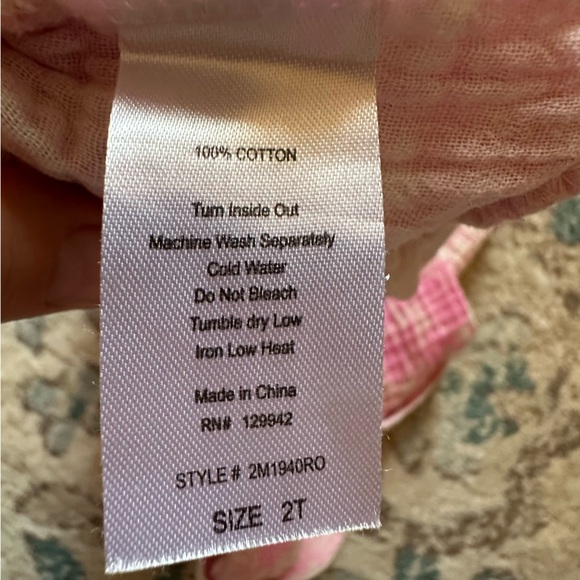 100% COTTON
Turn Inside Out
Machine Wash Separately
Cold Water
Do Not Bleach
Tumble dry Low
Iron Low Heat
Made in China
RN# 129942
STYLE # 2M1940RO
SIZE 2T